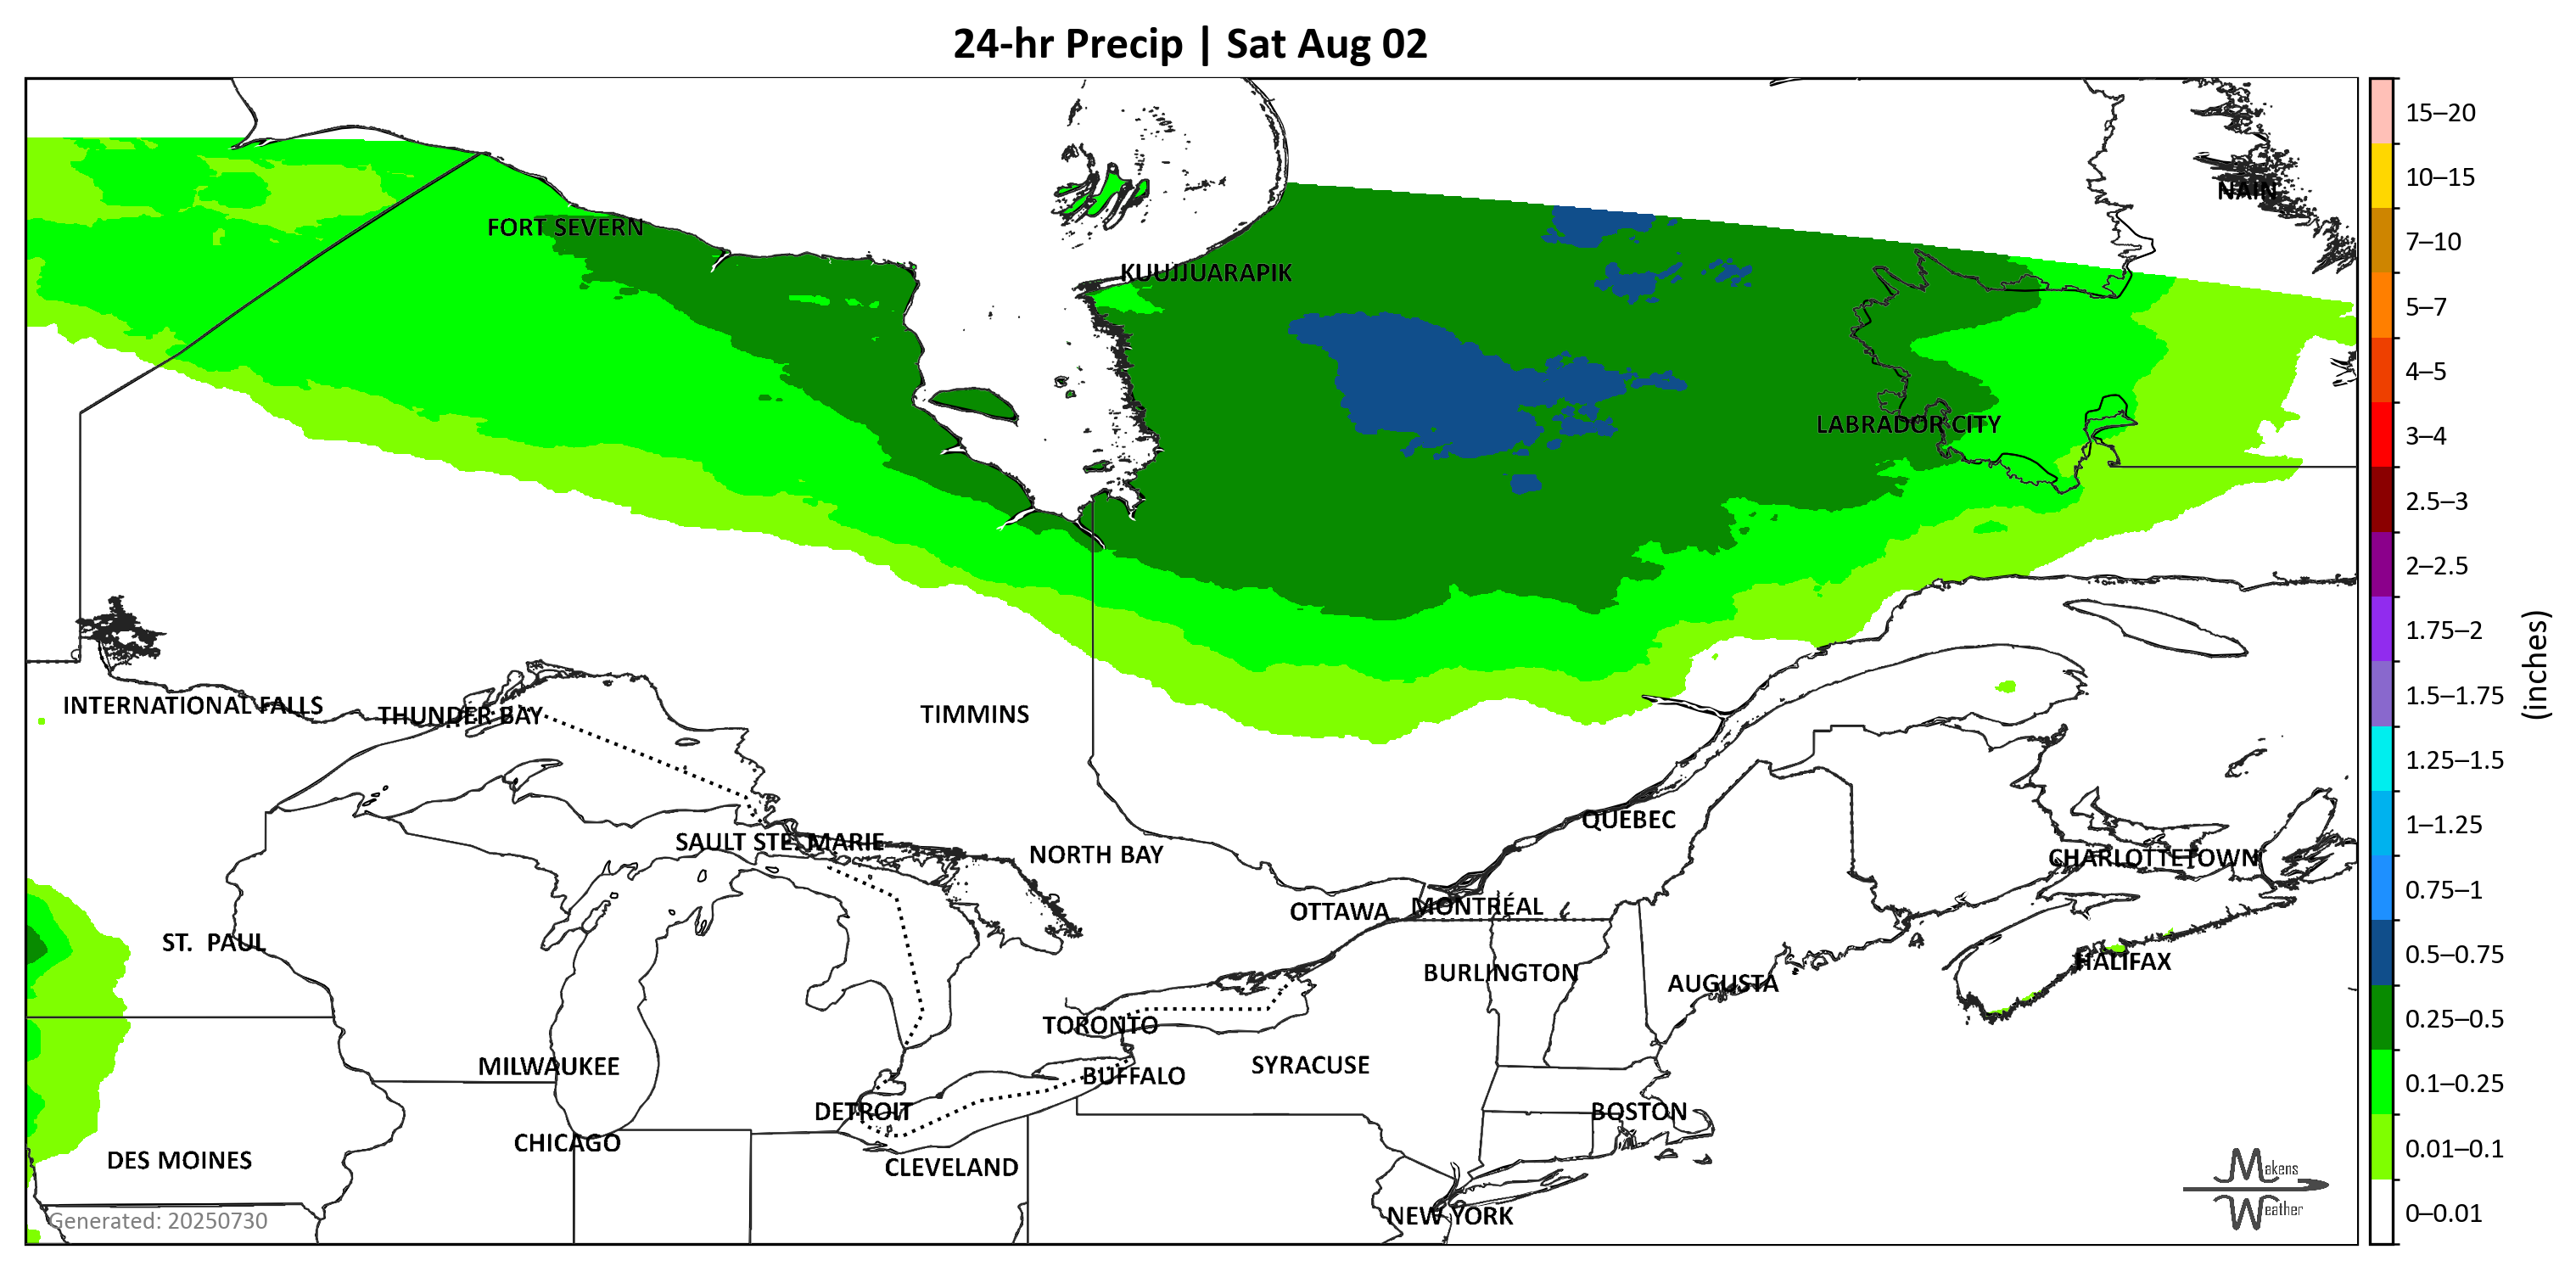 24-hr Precip | Sat Aug 02
15–20
10–15
7–10
5–7
4–5
3–4
2.5–3
2–2.5
1.75–2
1.5–1.75
1.25–1.5
1–1.25
0.75–1
0.5–0.75
0.25–0.5
0.1–0.25
0.01–0.1
0–0.01
(inches)
NAIN
FORT SEVERN
KUUJJUARAPIK
LABRADOR CITY
INTERNATIONAL FALLS
THUNDER BAY
TIMMINS
QUEBEC
SAULT STE. MARIE
NORTH BAY
CHARLOTTETOWN
OTTAWA
MONTRÉAL
ST. PAUL
HALIFAX
BURLINGTON
AUGUSTA
TORONTO
MILWAUKEE
SYRACUSE
BUFFALO
DETROIT
BOSTON
CHICAGO
DES MOINES
CLEVELAND
NEW YORK
Generated: 20250730
Makens
Weather